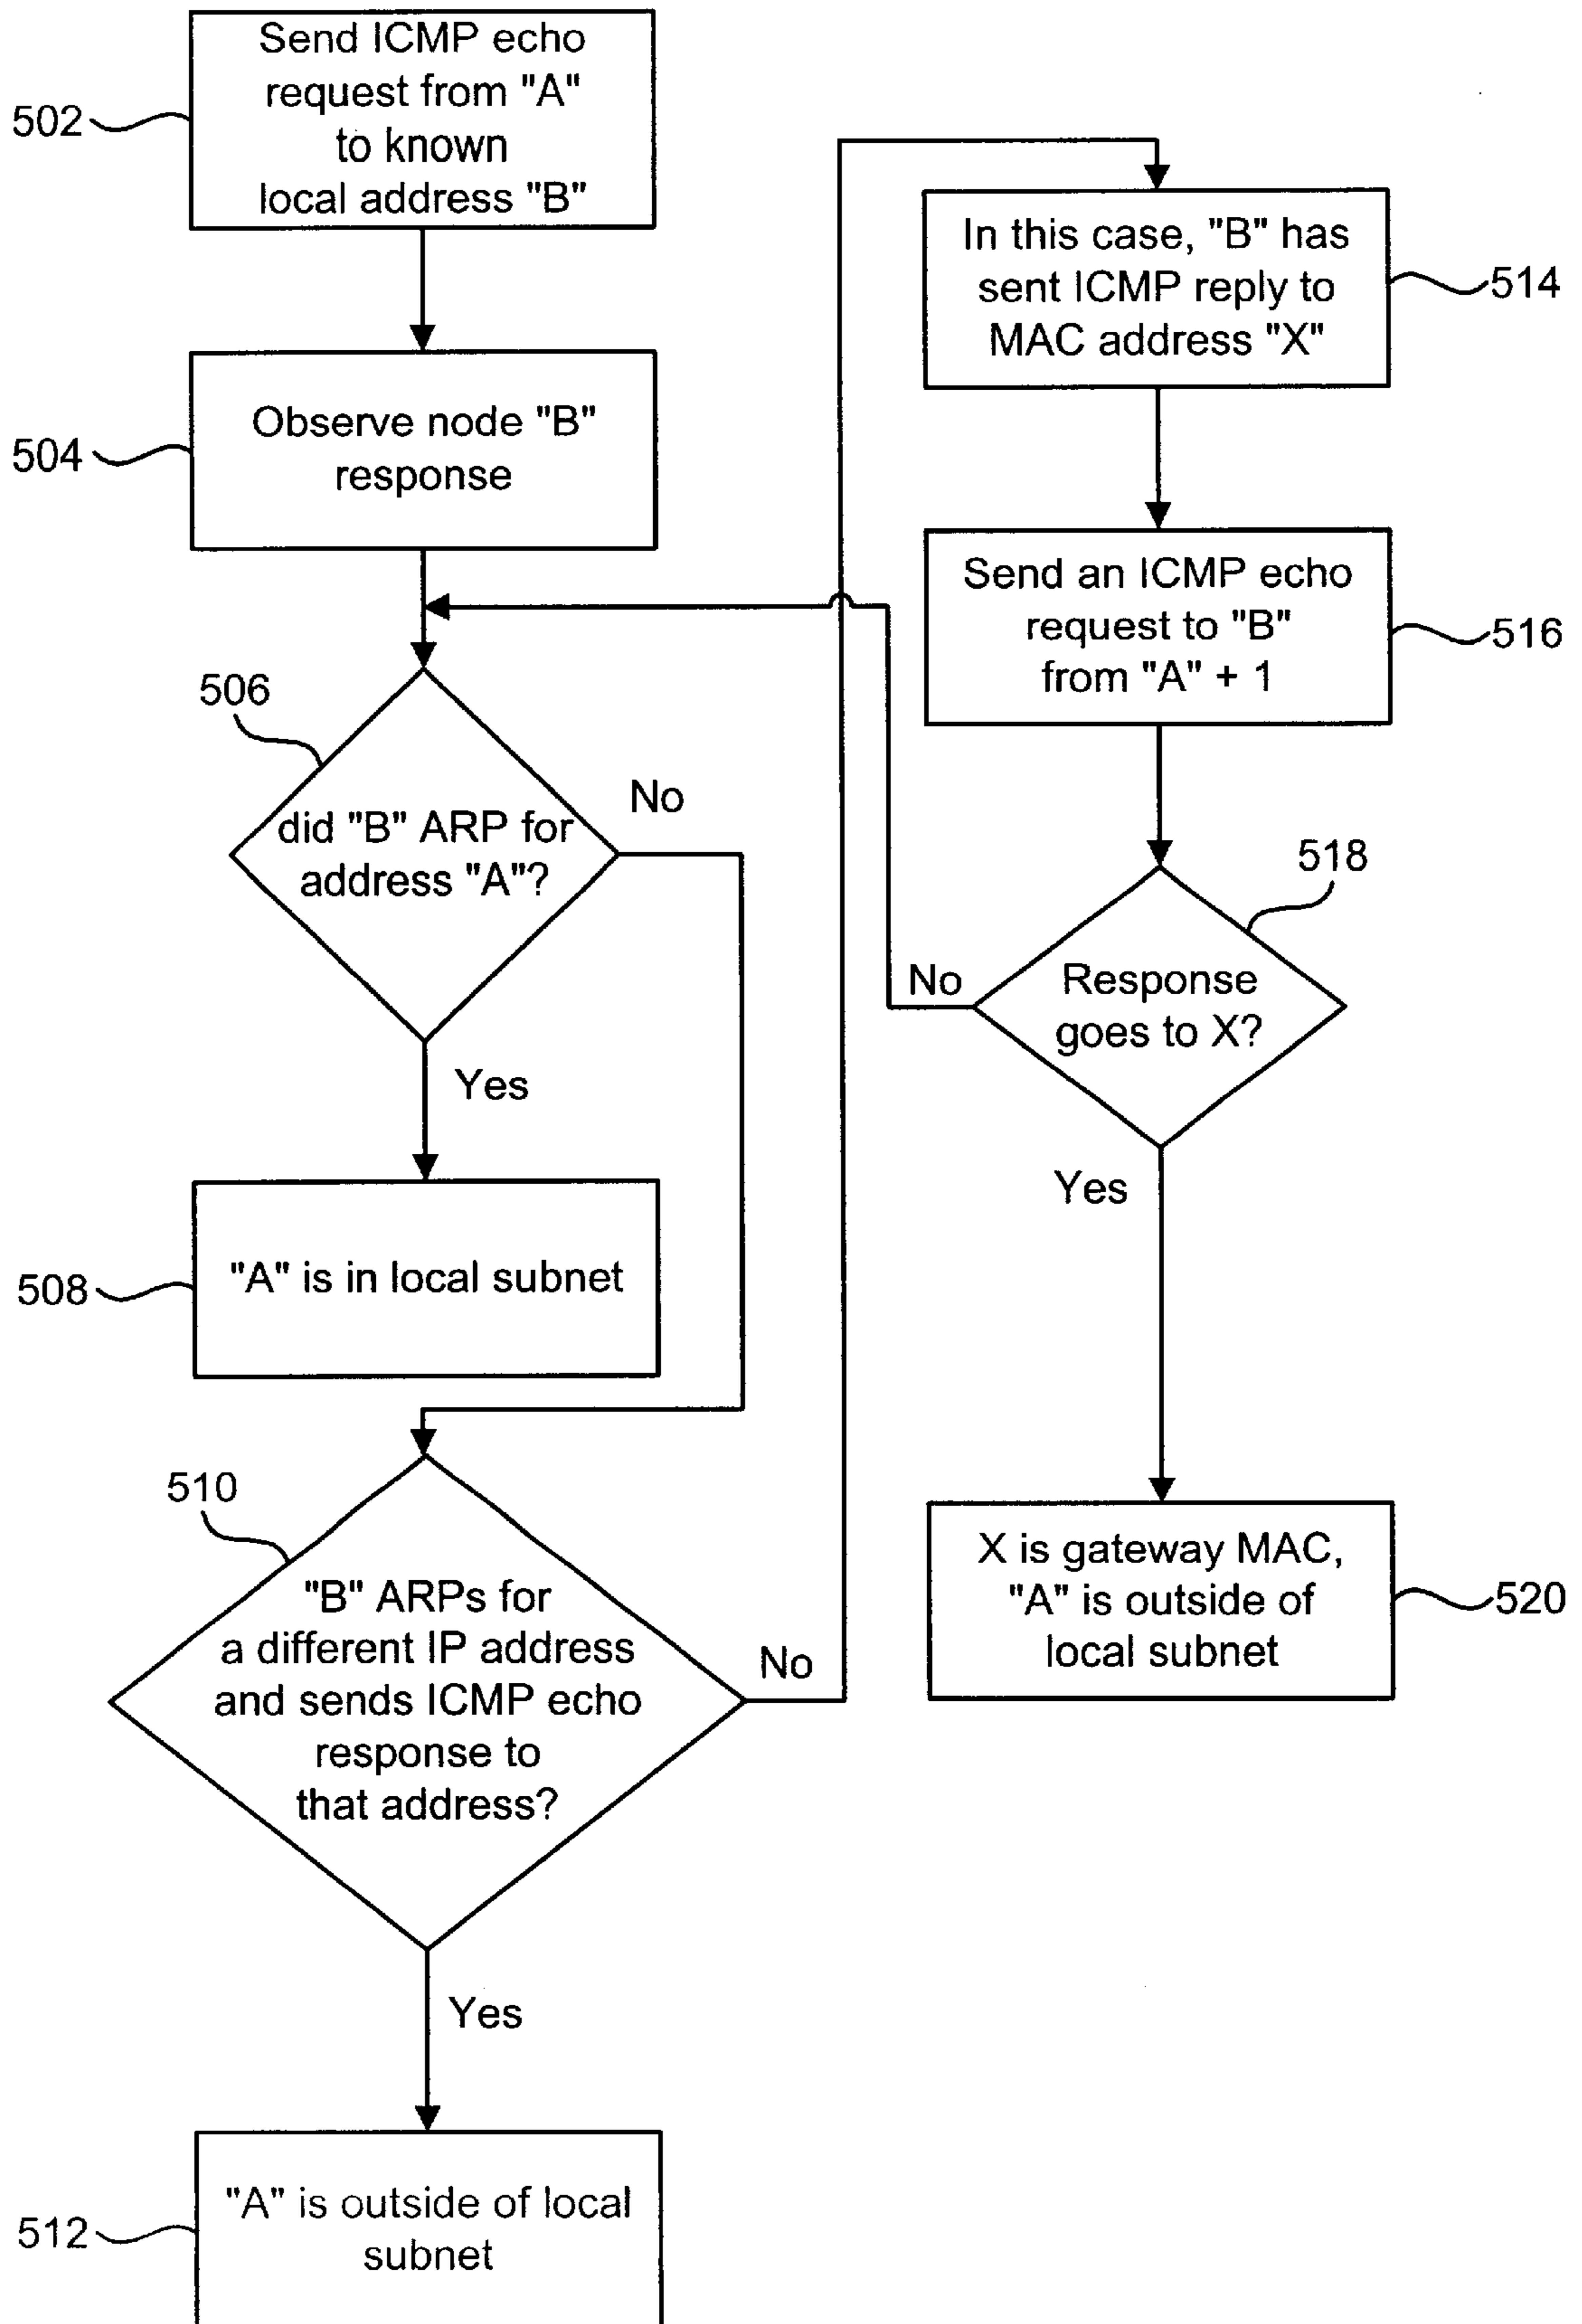 Send ICMP echo
request from "A"
to known
local address "B"
502
Observe node "B"
response
504
506
did "B" ARP for
address "A"?
No
Yes
"A" is in local subnet
508
510
"B" ARPs for
a different IP address
and sends ICMP echo
response to
that address?
No
Yes
"A" is outside of local
subnet
512
In this case, "B" has
sent ICMP reply to
MAC address "X"
514
Send an ICMP echo
request to "B"
from "A" + 1
516
518
Response
goes to X?
No
Yes
X is gateway MAC,
"A" is outside of
local subnet
520